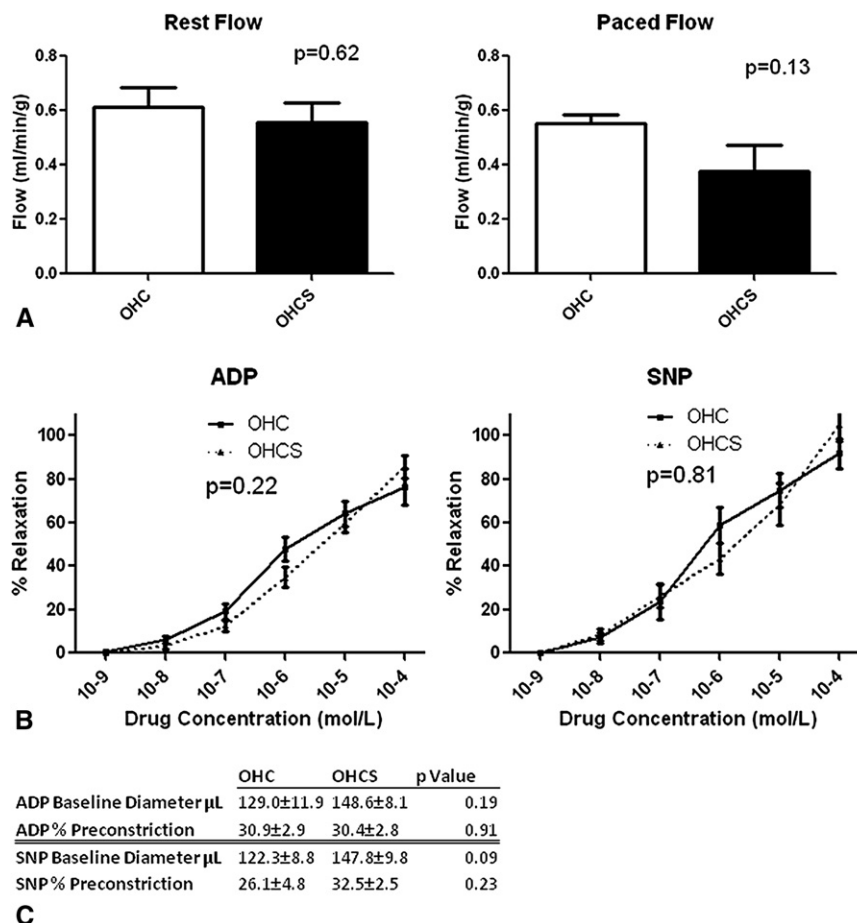 Rest Flow
p=0.62
Flow (ml/min/g)
0.8
0.6
0.4
0.2
0.0
OHC
OHCS
Paced Flow
p=0.13
Flow (ml/min/g)
0.8
0.6
0.4
0.2
0.0
OHC
OHCS
A
ADP
OHC
OHCS
p=0.22
% Relaxation
100
80
60
40
20
0
10-9
10-8
10-7
10-6
10-5
10-4
Drug Concentration (mol/L)
SNP
OHC
OHCS
p=0.81
% Relaxation
100
80
60
40
20
0
10-9
10-8
10-7
10-6
10-5
10-4
Drug Concentration (mol/L)
B
OHC OHCS p Value
ADP Baseline Diameter µL 129.0±11.9 148.6±8.1 0.19
ADP % Preconstriction 30.9±2.9 30.4±2.8 0.91
SNP Baseline Diameter µL 122.3±8.8 147.8±9.8 0.09
SNP % Preconstriction 26.1±4.8 32.5±2.5 0.23
C